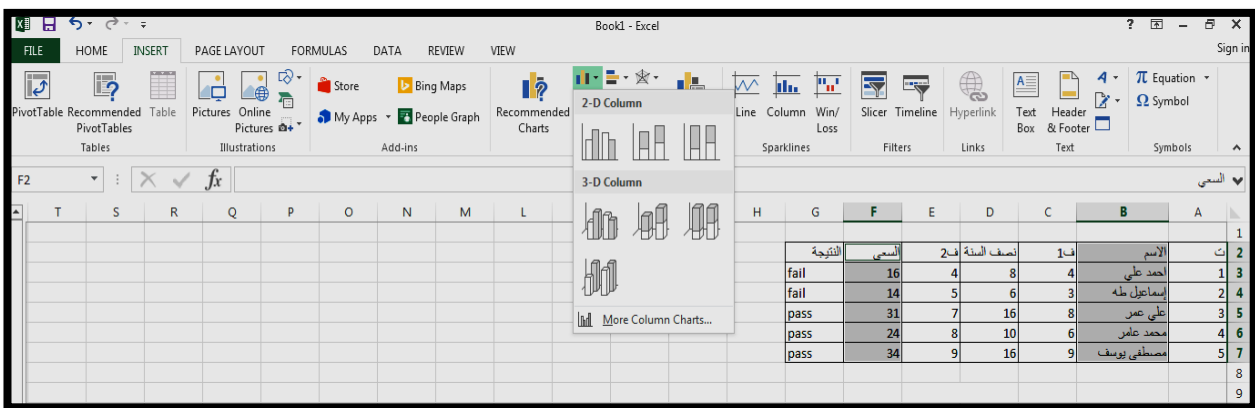 Book1 - Excel
FILE HOME INSERT PAGE LAYOUT FORMULAS DATA REVIEW VIEW Sign in
PivotTable Recommended PivotTables Table
Tables
Pictures Online Pictures
Illustrations
Store
My Apps
Bing Maps
People Graph
Add-ins
Recommended Charts
2-D Column
3-D Column
More Column Charts...
Line Column Win/Loss
Sparklines
Slicer Timeline
Filters
Hyperlink
Links
Text Box Header & Footer
Text
π Equation
Ω Symbol
Symbols
F2 fx السعي
T S R Q P O N M L H G F E D C B A
1
2 ت الاسم ف1 نصف السنة ف2 السعي النتيجة
3 1 احمد علي 4 8 4 16 fail
4 2 إسماعيل طه 3 6 5 14 fail
5 3 علي عمر 8 16 7 31 pass
6 4 محمد عامر 6 10 8 24 pass
7 5 مصطفى يوسف 9 16 9 34 pass
8
9